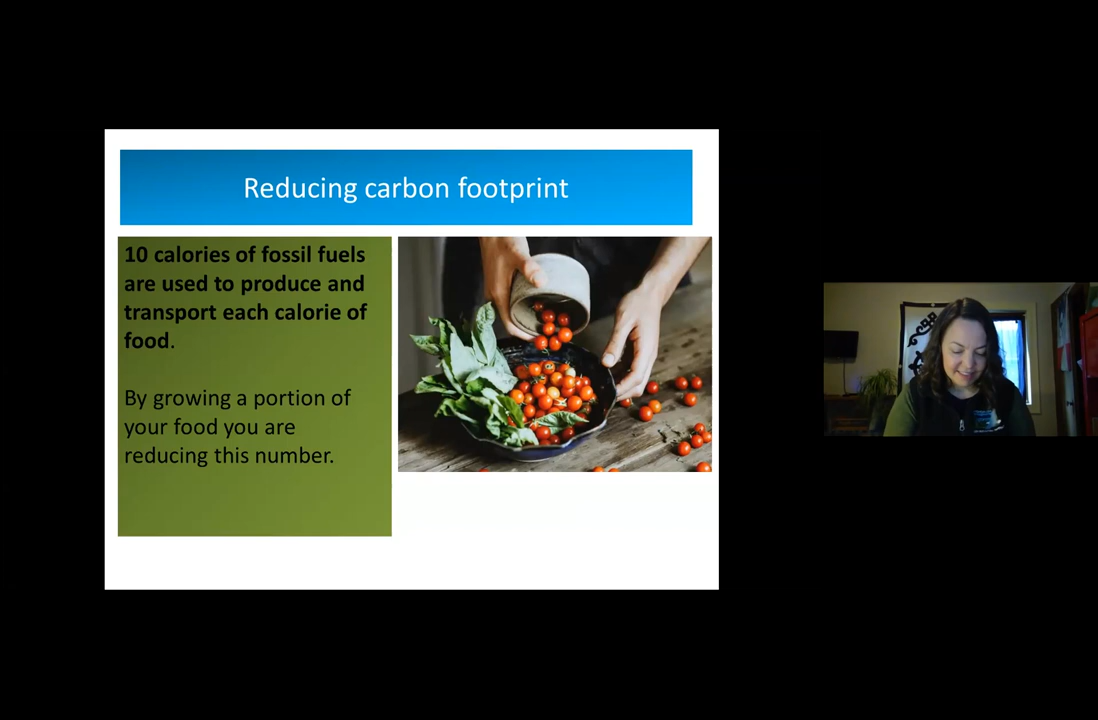 Reducing carbon footprint
10 calories of fossil fuels
are used to produce and
transport each calorie of
food.
By growing a portion of
your food you are
reducing this number.